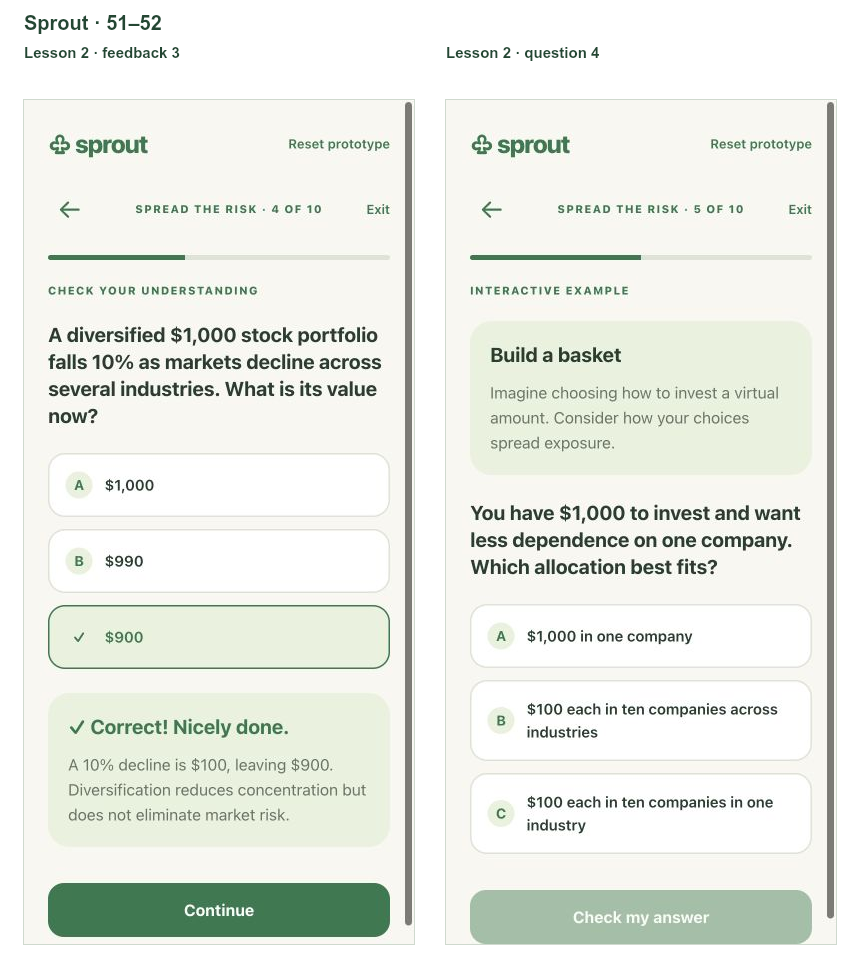 Sprout · 51–52
Lesson 2 · feedback 3
sprout
Reset prototype
SPREAD THE RISK · 4 OF 10
Exit
CHECK YOUR UNDERSTANDING
A diversified $1,000 stock portfolio
falls 10% as markets decline across
several industries. What is its value
now?
A $1,000
B $990
✓ $900
✓ Correct! Nicely done.
A 10% decline is $100, leaving $900.
Diversification reduces concentration but
does not eliminate market risk.
Continue
Lesson 2 · question 4
sprout
Reset prototype
SPREAD THE RISK · 5 OF 10
Exit
INTERACTIVE EXAMPLE
Build a basket
Imagine choosing how to invest a virtual
amount. Consider how your choices
spread exposure.
You have $1,000 to invest and want
less dependence on one company.
Which allocation best fits?
A $1,000 in one company
B $100 each in ten companies across
industries
C $100 each in ten companies in one
industry
Check my answer